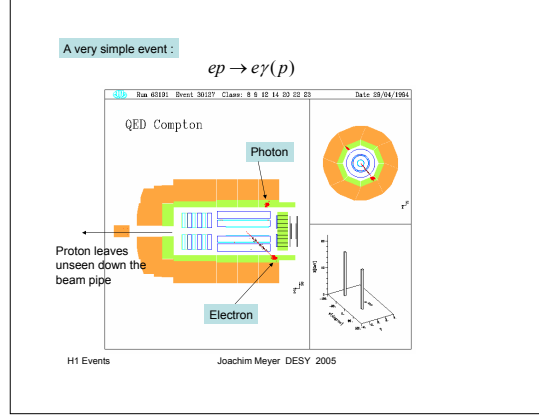 A very simple event :
ep → eγ(p)
Run 63191 Event 30127 Class: 8 9 12 14 20 22 23 Date 29/04/1994
QED Compton
Photon
Proton leaves
unseen down the
beam pipe
Electron
H1 Events Joachim Meyer DESY 2005